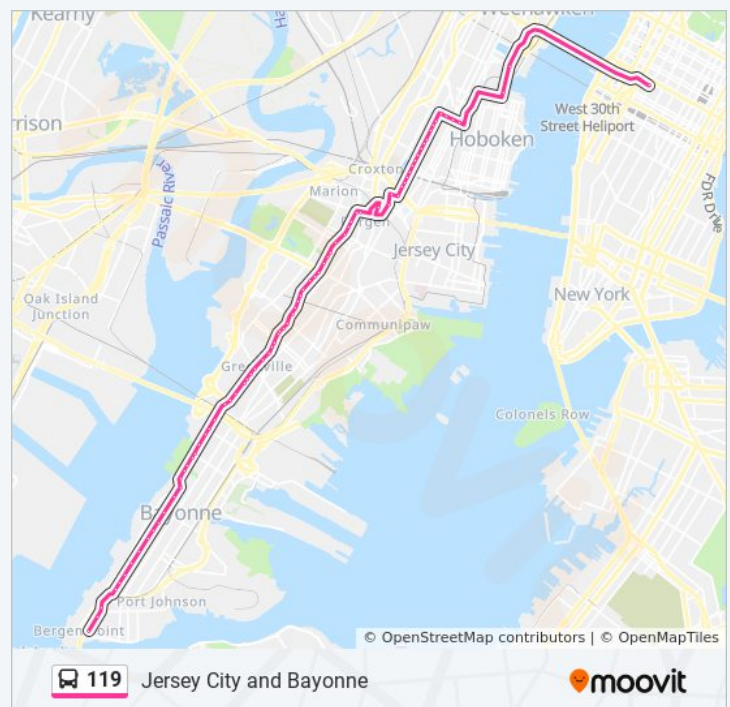 Kearny
Weehawken
Ha
rrison
West 30th
Street Heliport
Hoboken
Croxton
Marion
Passaic River
FDR Drive
Bergen
Jersey City
Oak Island
Junction
New York
Communipaw
Greenville
Colonels Row
Bayonne
Port Johnson
Bergen Point
© OpenStreetMap contributors | © OpenMapTiles
119 Jersey City and Bayonne
moovit